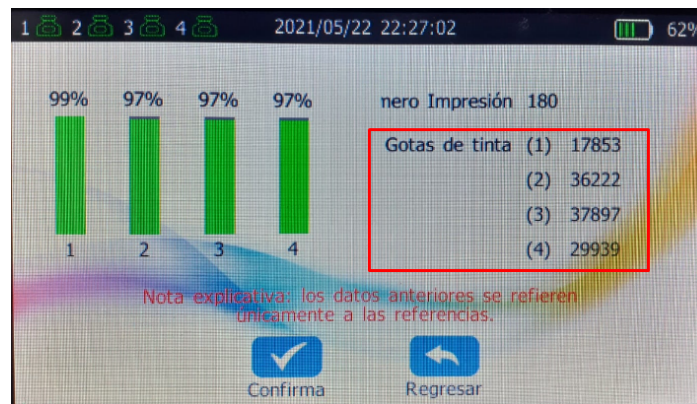 1 2 3 4 2021/05/22 22:27:02 62%
99% 97% 97% 97% nero Impresión 180
Gotas de tinta (1) 17853
(2) 36222
(3) 37897
(4) 29939
1 2 3 4
Nota explicativa: los datos anteriores se refieren
únicamente a las referencias.
Confirma Regresar